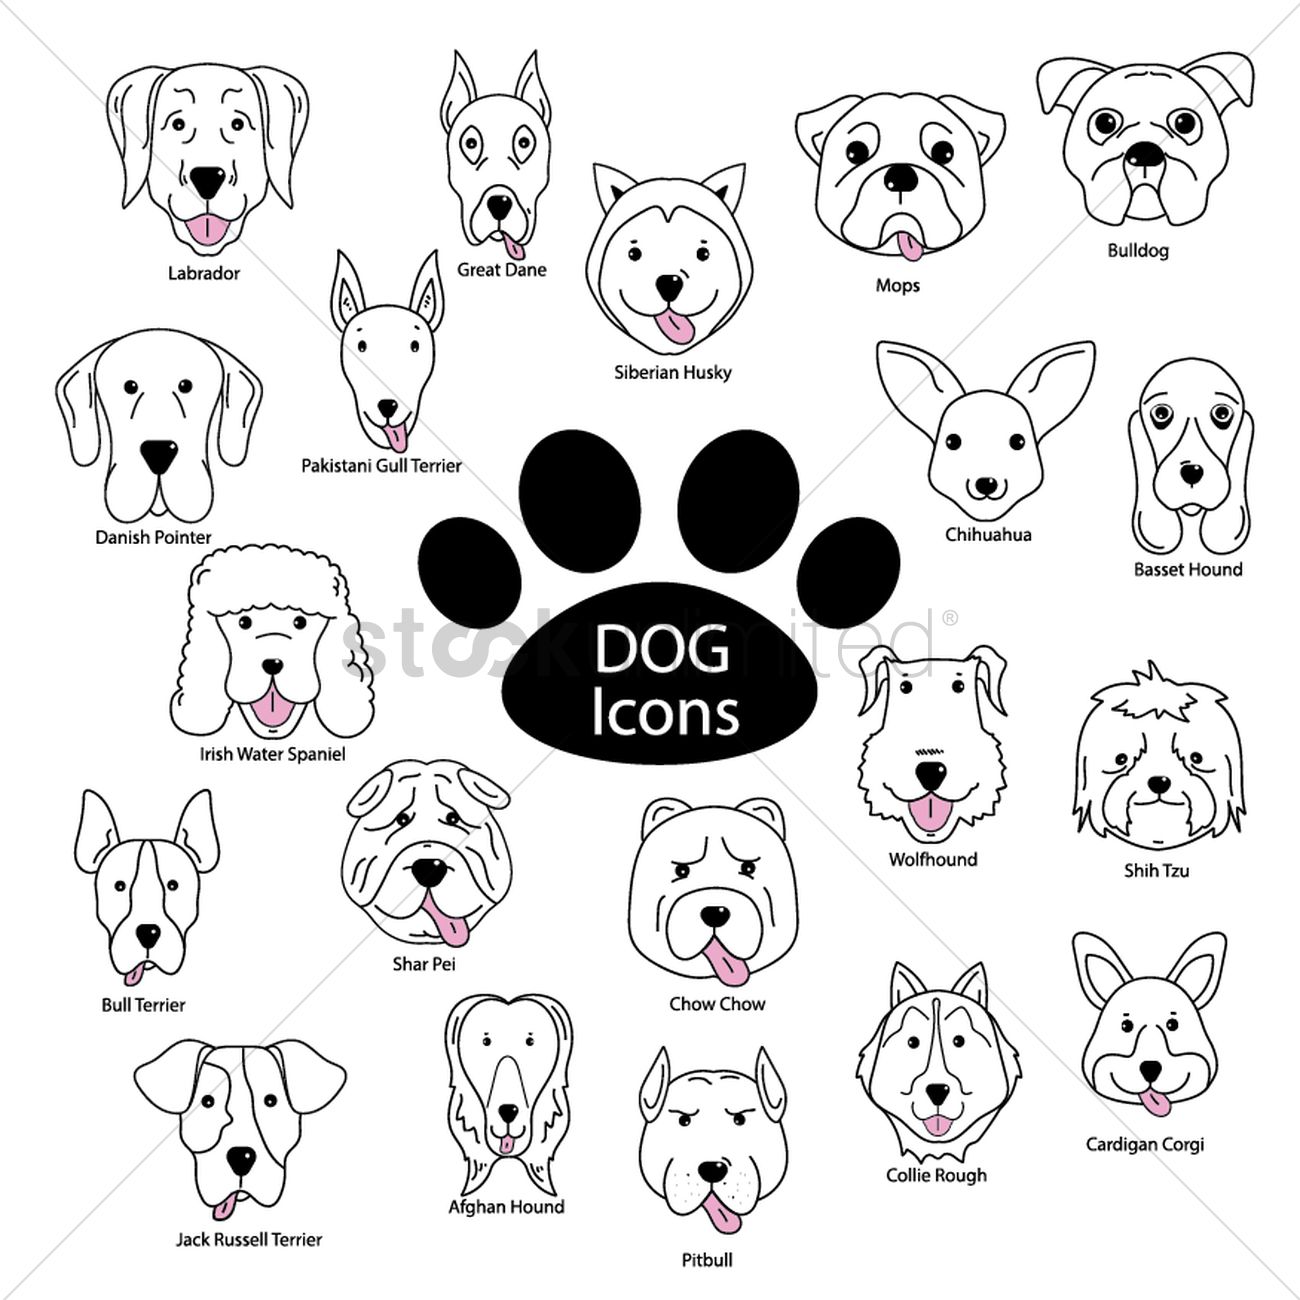 Labrador
Great Dane
Siberian Husky
Mops
Bulldog
Pakistani Gull Terrier
Danish Pointer
Chihuahua
Basset Hound
stockunlimited®
DOG
Icons
Irish Water Spaniel
Wolfhound
Shih Tzu
Bull Terrier
Shar Pei
Chow Chow
Collie Rough
Cardigan Corgi
Jack Russell Terrier
Afghan Hound
Pitbull